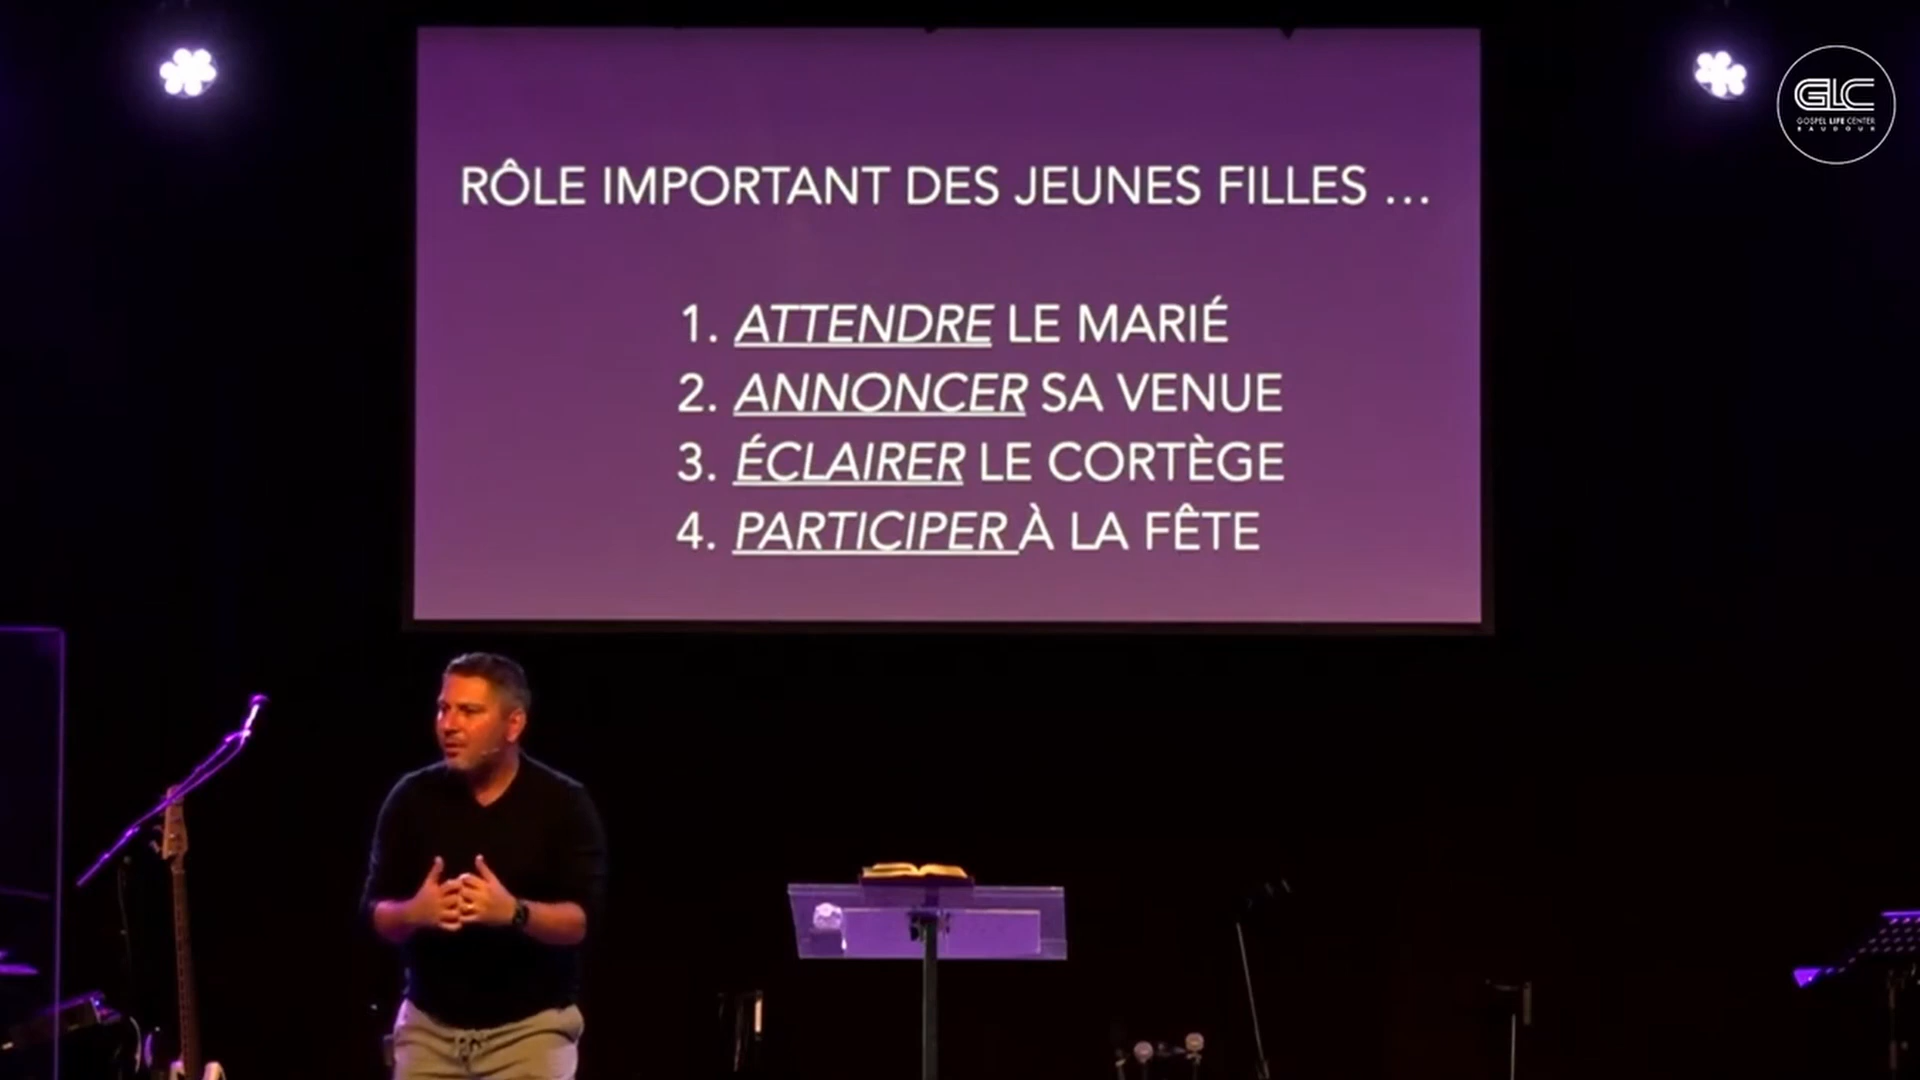 RÔLE IMPORTANT DES JEUNES FILLES …
1. ATTENDRE LE MARIÉ
2. ANNONCER SA VENUE
3. ÉCLAIRER LE CORTÈGE
4. PARTICIPER À LA FÊTE
GLC
GOSPEL LIFE CENTER
BAUDOUR